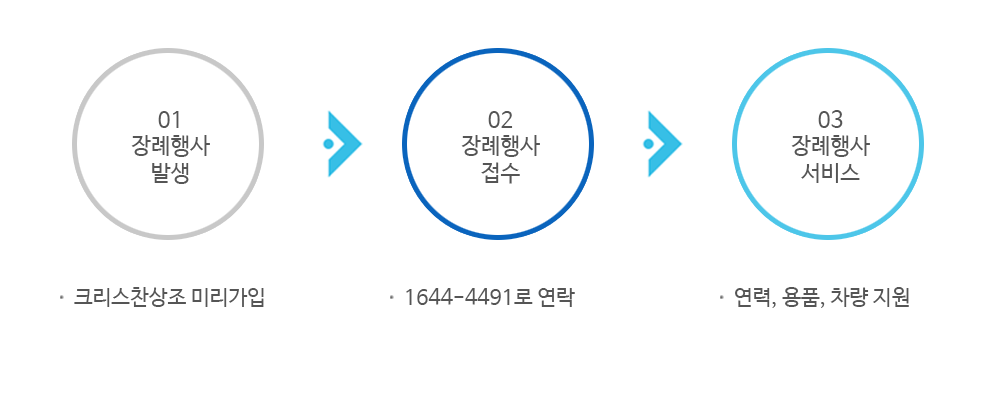 01
장례행사
발생
02
장례행사
접수
03
장례행사
서비스
· 크리스찬상조 미리가입
· 1644-4491로 연락
· 연력, 용품, 차량 지원